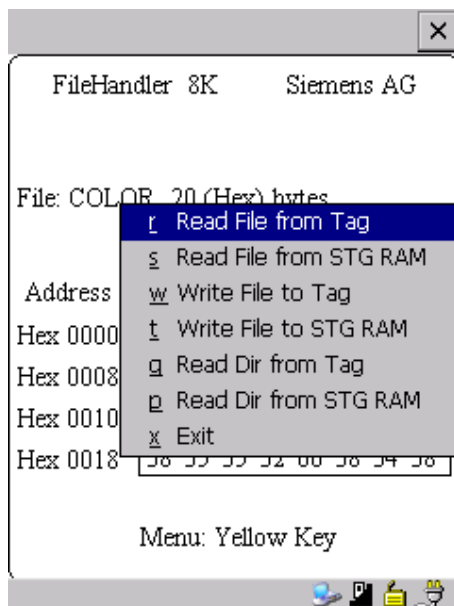 FileHandler 8K Siemens AG
File: COLOR 20 (Hex) bytes
r Read File from Tag
s Read File from STG RAM
Address w Write File to Tag
Hex 0000 t Write File to STG RAM
Hex 0008 q Read Dir from Tag
Hex 0010 p Read Dir from STG RAM
x Exit
Hex 0018
Menu: Yellow Key